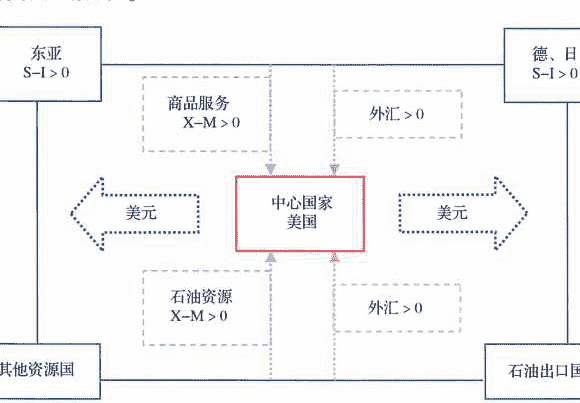 东亚
S–I > 0
德、日
S–I > 0
商品服务
X–M > 0
外汇 > 0
美元
中心国家
美国
美元
石油资源
X–M > 0
外汇 > 0
其他资源国
石油出口国